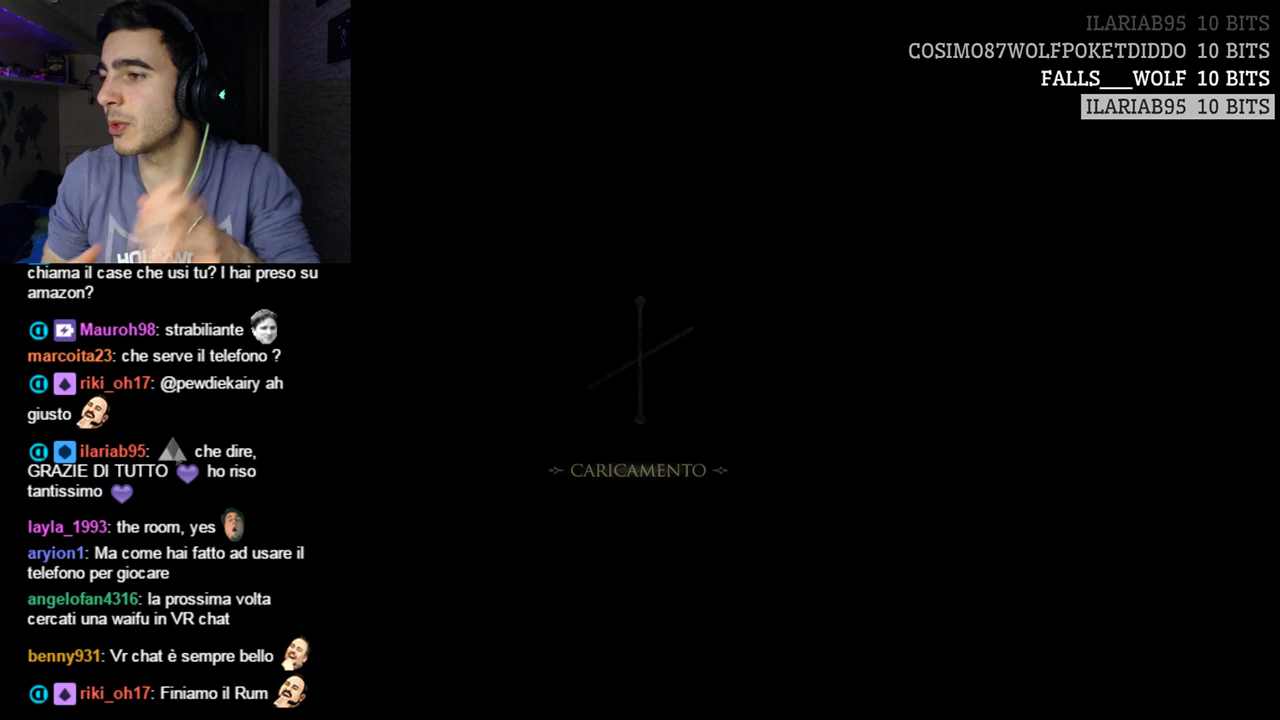 ILARIAB95 10 BITS
COSIMO87WOLFPOKETDIDDO 10 BITS
FALLS___WOLF 10 BITS
ILARIAB95 10 BITS
chiama il case che usi tu? l hai preso su
amazon?
Mauroh98: strabiliante
marcoita23: che serve il telefono ?
riki_oh17: @pewdiekairy ah
giusto
ilariab95: che dire,
GRAZIE DI TUTTO ho riso
tantissimo
layla_1993: the room, yes
aryion1: Ma come hai fatto ad usare il
telefono per giocare
angelofan4316: la prossima volta
cercati una waifu in VR chat
benny931: Vr chat è sempre bello
riki_oh17: Finiamo il Rum
CARICAMENTO